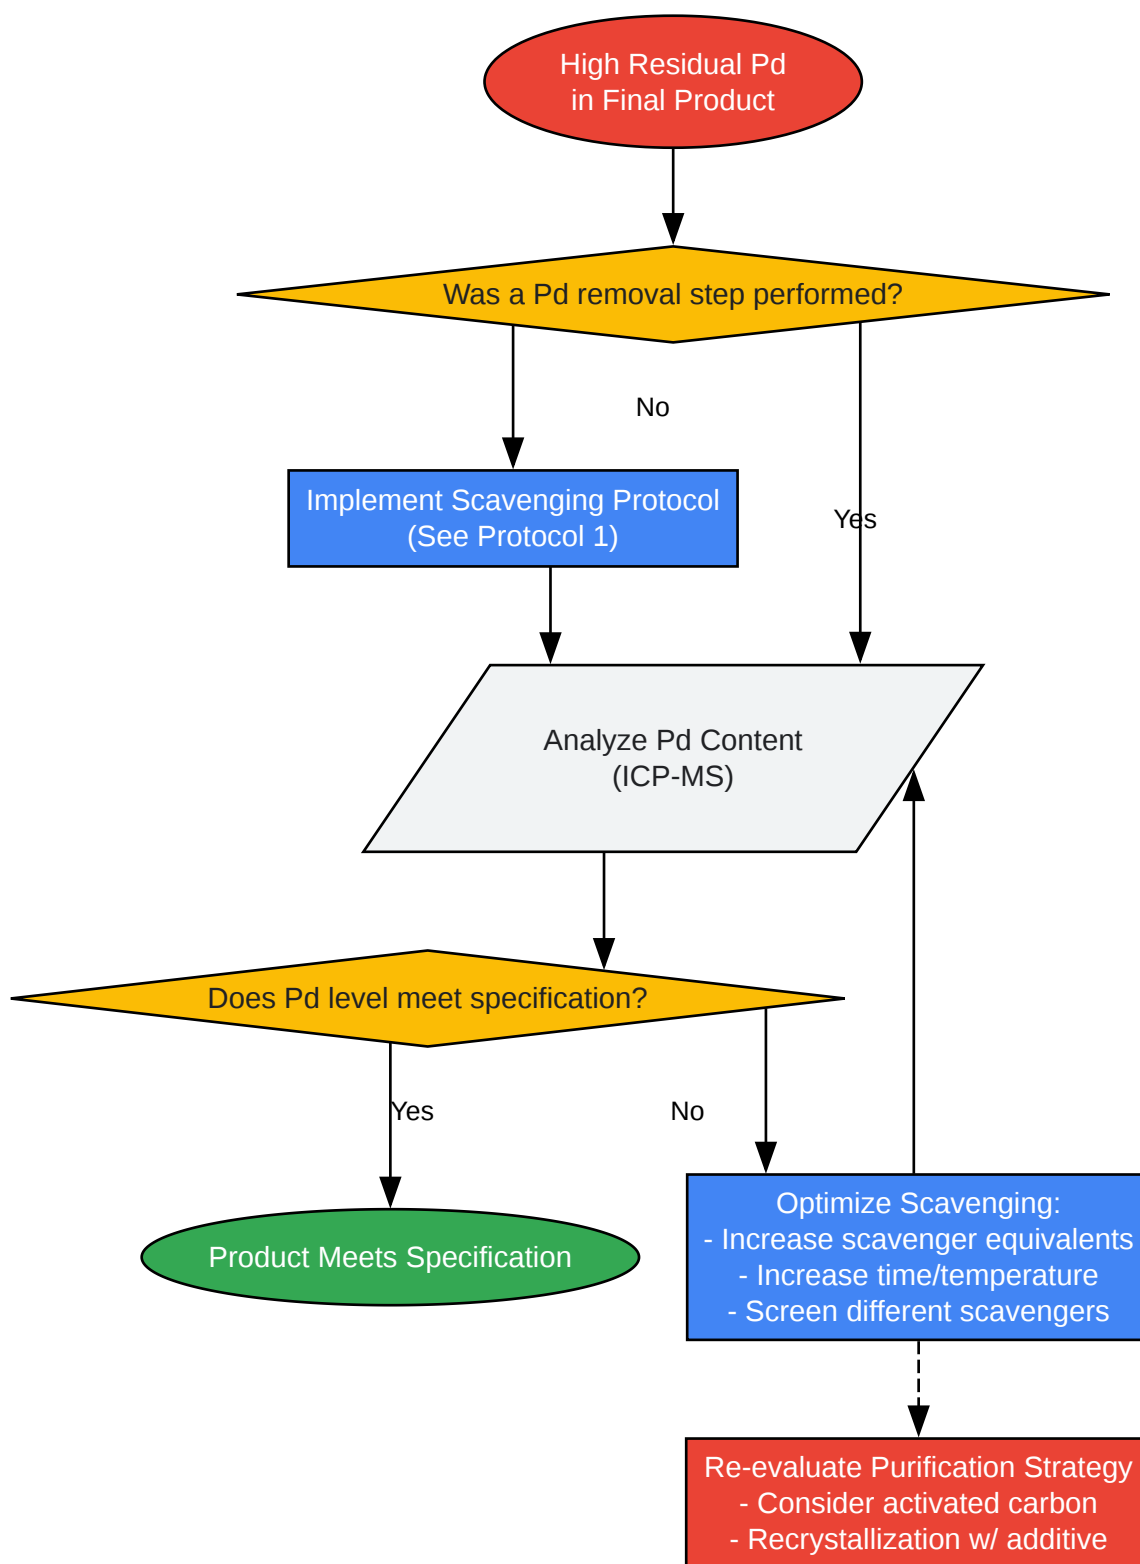 High Residual Pd
in Final Product
Was a Pd removal step performed?
No
Implement Scavenging Protocol
(See Protocol 1)
Yes
Analyze Pd Content
(ICP-MS)
Does Pd level meet specification?
Yes
No
Optimize Scavenging:
- Increase scavenger equivalents
- Increase time/temperature
- Screen different scavengers
Product Meets Specification
Re-evaluate Purification Strategy
- Consider activated carbon
- Recrystallization w/ additive